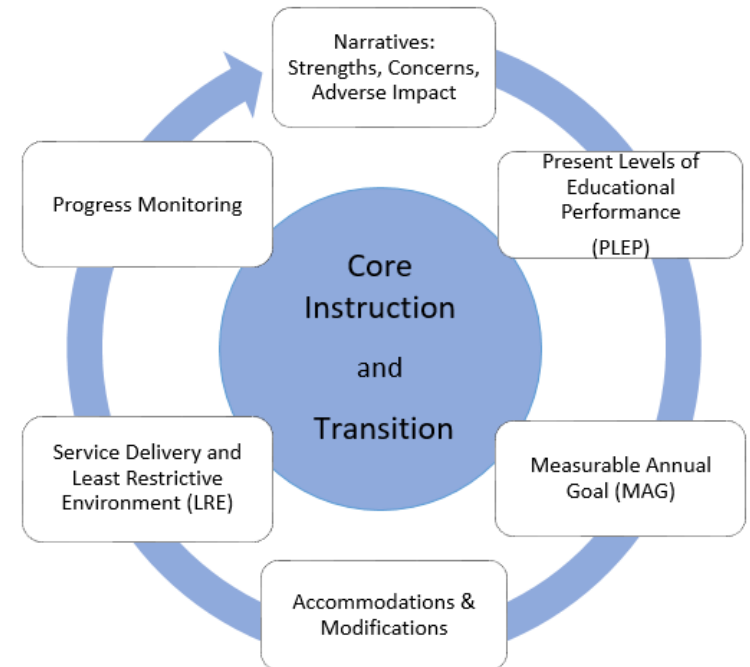 Narratives:
Strengths, Concerns,
Adverse Impact
Present Levels of
Educational
Performance
(PLEP)
Measurable Annual
Goal (MAG)
Accommodations &
Modifications
Service Delivery and
Least Restrictive
Environment (LRE)
Progress Monitoring
Core
Instruction
and
Transition